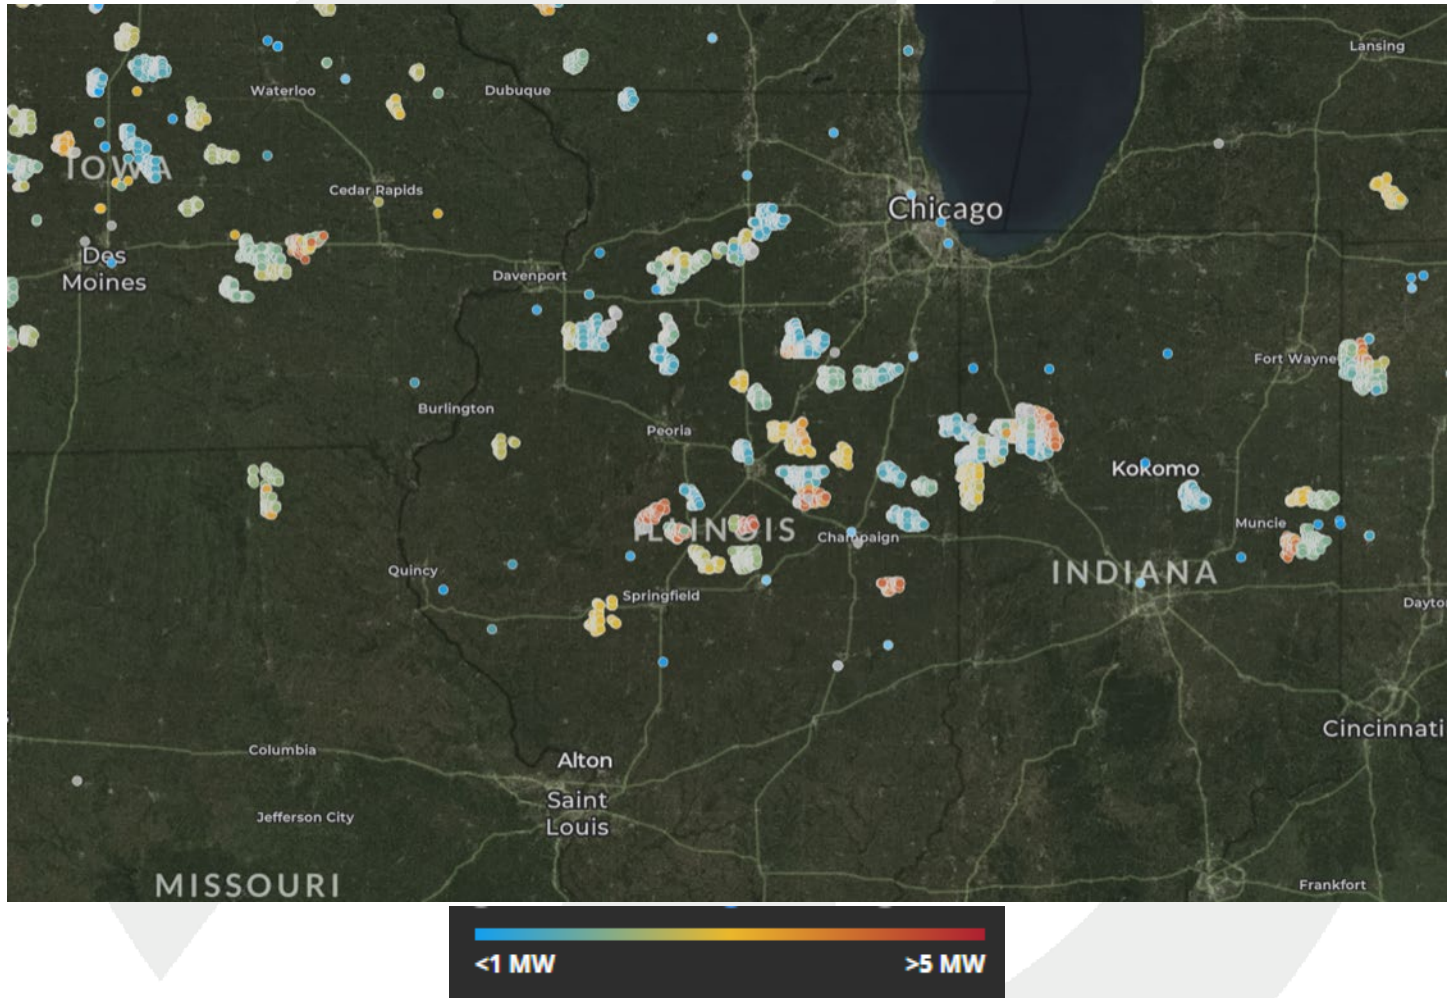 Lansing
Waterloo
Dubuque
IOWA
Cedar Rapids
Chicago
Des
Moines
Davenport
Fort Wayne
Burlington
Peoria
Kokomo
ILLINOIS
Muncie
Champaign
Quincy
INDIANA
Springfield
Dayto
Cincinnati
Columbia
Alton
Saint
Louis
Jefferson City
MISSOURI
Frankfort
<1 MW
>5 MW